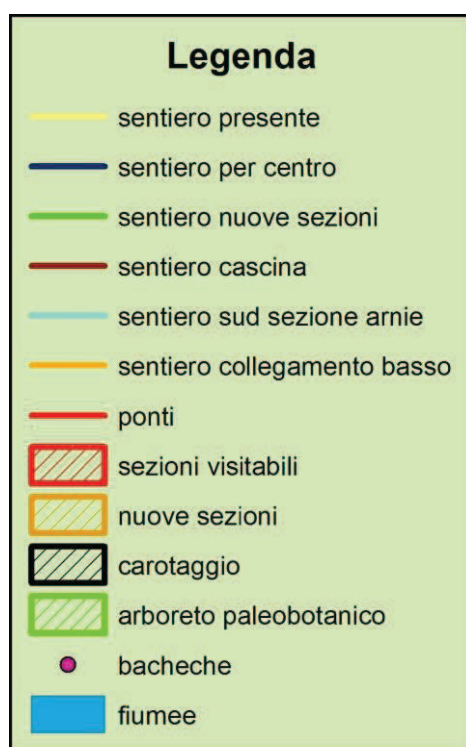 Legenda
sentiero presente
sentiero per centro
sentiero nuove sezioni
sentiero cascina
sentiero sud sezione arnie
sentiero collegamento basso
ponti
sezioni visitabili
nuove sezioni
carotaggio
arboreto paleobotanico
bacheche
fiumee